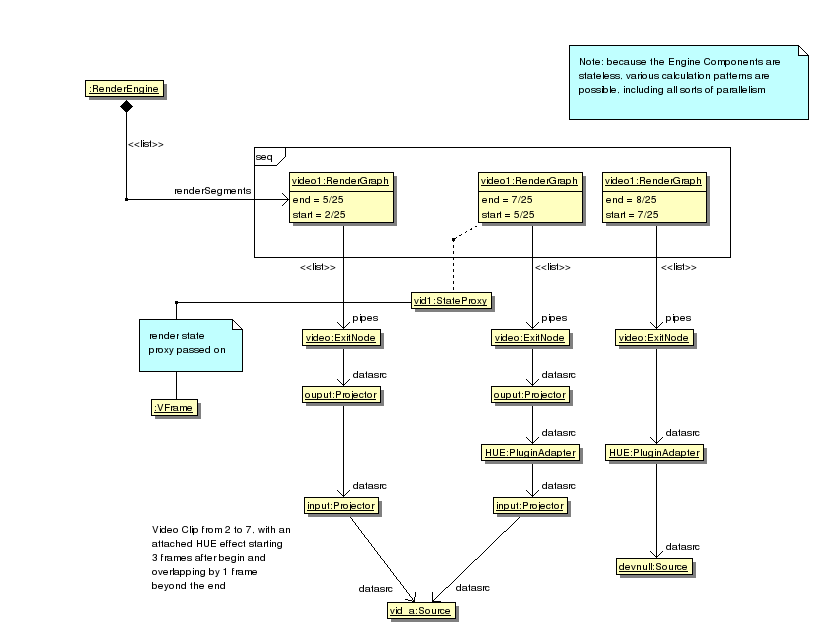 Note: because the Engine Components are
stateless, various calculation patterns are
possible, including all sorts of parallelism
:RenderEngine
<<list>>
seq
renderSegments
video1:RenderGraph
end = 5/25
start = 2/25
video1:RenderGraph
end = 7/25
start = 5/25
video1:RenderGraph
end = 8/25
start = 7/25
<<list>>
<<list>>
<<list>>
vid1:StateProxy
render state
proxy passed on
:VFrame
pipes
pipes
pipes
video:ExitNode
video:ExitNode
video:ExitNode
datasrc
datasrc
ouput:Projector
ouput:Projector
datasrc
datasrc
HUE:PluginAdapter
HUE:PluginAdapter
datasrc
datasrc
input:Projector
input:Projector
Video Clip from 2 to 7, with an
attached HUE effect starting
3 frames after begin and
overlapping by 1 frame
beyond the end
datasrc
devnull:Source
datasrc
datasrc
vid_a:Source